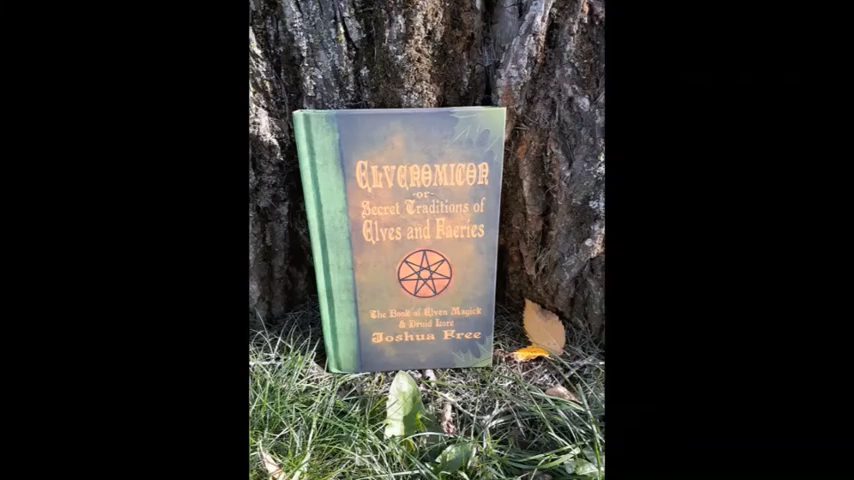 Elvenomicon
-or-
Secret Traditions of
Elves and Faeries
The Book of Elven Magick
& Druid Lore
Joshua Free